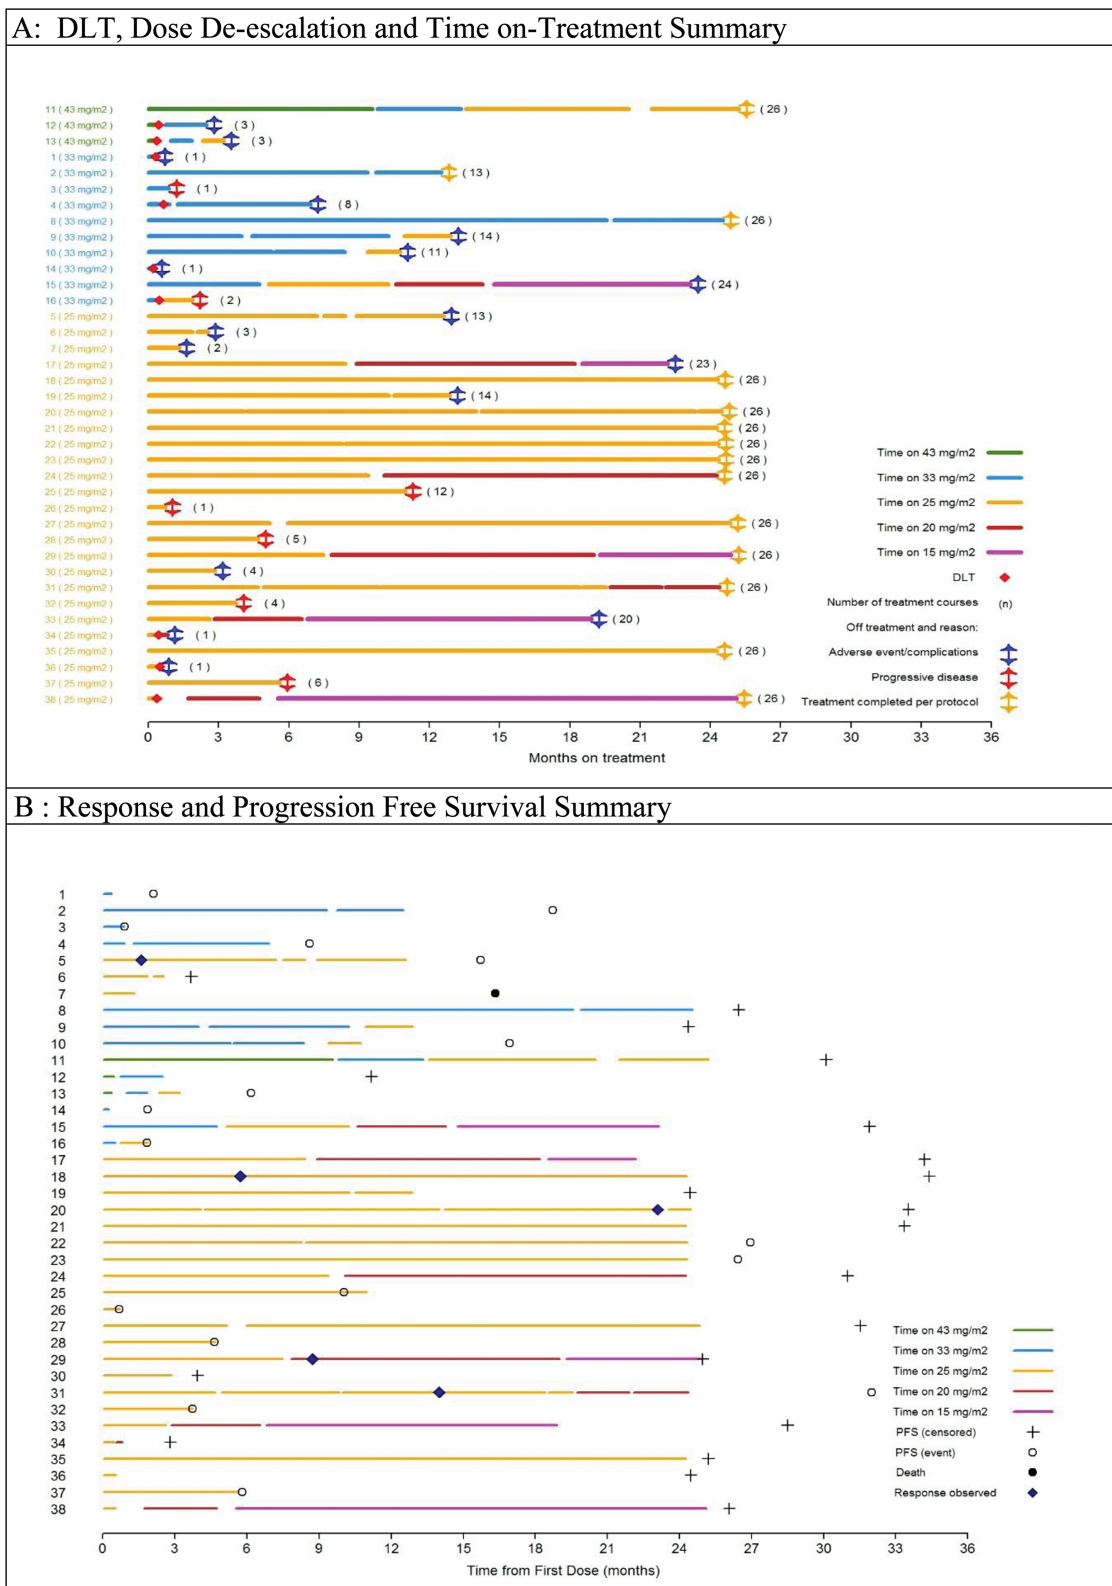 A: DLT, Dose De-escalation and Time on-Treatment Summary
11 ( 43 mg/m2 ) ( 26 )
12 ( 43 mg/m2 ) ( 3 )
13 ( 43 mg/m2 ) ( 3 )
1 ( 33 mg/m2 ) ( 1 )
2 ( 33 mg/m2 ) ( 13 )
3 ( 33 mg/m2 ) ( 1 )
4 ( 33 mg/m2 ) ( 8 )
8 ( 33 mg/m2 ) ( 26 )
9 ( 33 mg/m2 ) ( 14 )
10 ( 33 mg/m2 ) ( 11 )
14 ( 33 mg/m2 ) ( 1 )
15 ( 33 mg/m2 ) ( 24 )
16 ( 33 mg/m2 ) ( 2 )
5 ( 25 mg/m2 ) ( 13 )
6 ( 25 mg/m2 ) ( 3 )
7 ( 25 mg/m2 ) ( 2 )
17 ( 25 mg/m2 ) ( 23 )
18 ( 25 mg/m2 ) ( 26 )
19 ( 25 mg/m2 ) ( 14 )
20 ( 25 mg/m2 ) ( 26 )
21 ( 25 mg/m2 ) ( 26 )
22 ( 25 mg/m2 ) ( 26 )
23 ( 25 mg/m2 ) ( 26 )
24 ( 25 mg/m2 ) ( 26 )
25 ( 25 mg/m2 ) ( 12 )
26 ( 25 mg/m2 ) ( 1 )
27 ( 25 mg/m2 ) ( 26 )
28 ( 25 mg/m2 ) ( 5 )
29 ( 25 mg/m2 ) ( 26 )
30 ( 25 mg/m2 ) ( 4 )
31 ( 25 mg/m2 ) ( 26 )
32 ( 25 mg/m2 ) ( 4 )
33 ( 25 mg/m2 ) ( 20 )
34 ( 25 mg/m2 ) ( 1 )
35 ( 25 mg/m2 ) ( 26 )
36 ( 25 mg/m2 ) ( 1 )
37 ( 25 mg/m2 ) ( 6 )
38 ( 25 mg/m2 ) ( 26 )
Time on 43 mg/m2
Time on 33 mg/m2
Time on 25 mg/m2
Time on 20 mg/m2
Time on 15 mg/m2
DLT
Number of treatment courses (n)
Off treatment and reason:
Adverse event/complications
Progressive disease
Treatment completed per protocol
0 3 6 9 12 15 18 21 24 27 30 33 36
Months on treatment
B : Response and Progression Free Survival Summary
1
2
3
4
5
6
7
8
9
10
11
12
13
14
15
16
17
18
19
20
21
22
23
24
25
26
27
28
29
30
31
32
33
34
35
36
37
38
Time on 43 mg/m2
Time on 33 mg/m2
Time on 25 mg/m2
Time on 20 mg/m2
Time on 15 mg/m2
PFS (censored)
PFS (event)
Death
Response observed
0 3 6 9 12 15 18 21 24 27 30 33 36
Time from First Dose (months)